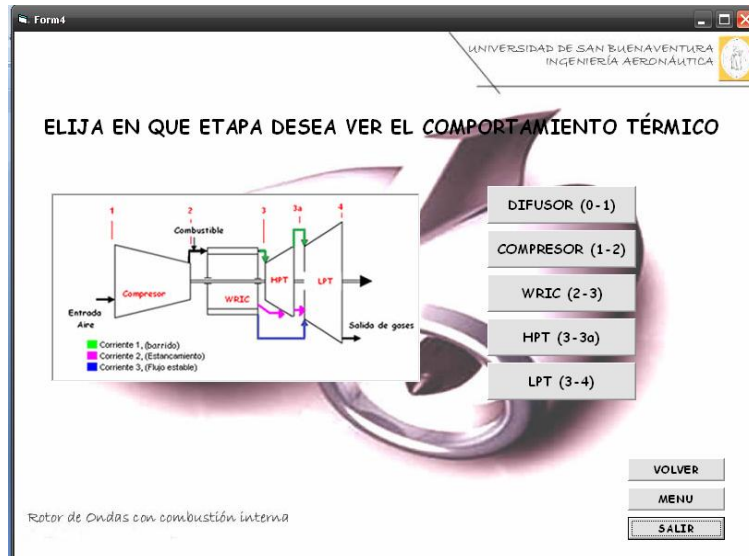 Form4
UNIVERSIDAD DE SAN BUENAVENTURA
INGENIERÍA AERONÁUTICA
ELIJA EN QUE ETAPA DESEA VER EL COMPORTAMIENTO TÉRMICO
1 2 3 3a 4
Combustible
Compresor
WRIC
HPT
LPT
Entrada
Aire
Salida de gases
Corriente 1, (barrido)
Corriente 2, (Estancamiento)
Corriente 3, (Flujo estable)
DIFUSOR (0-1)
COMPRESOR (1-2)
WRIC (2-3)
HPT (3-3a)
LPT (3-4)
VOLVER
MENU
SALIR
Rotor de Ondas con combustión interna